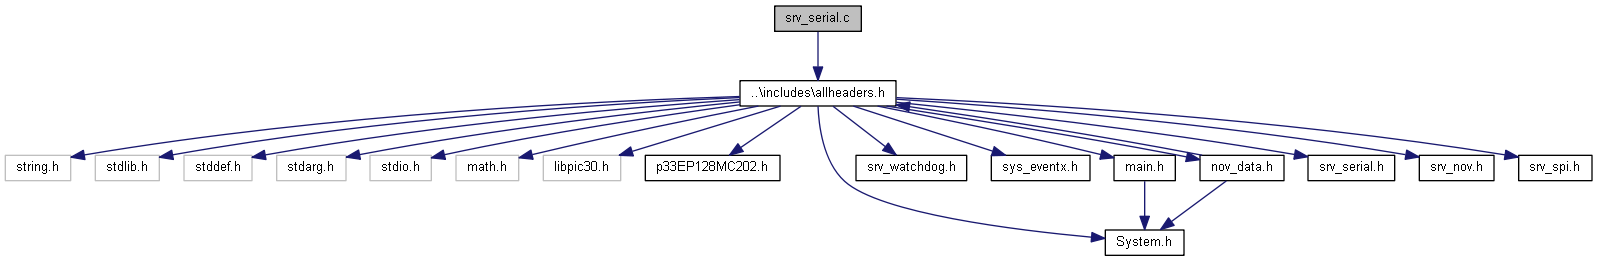 srv_serial.c
..\includes\allheaders.h
string.h
stdlib.h
stddef.h
stdarg.h
stdio.h
math.h
libpic30.h
p33EP128MC202.h
srv_watchdog.h
sys_eventx.h
main.h
nov_data.h
srv_serial.h
srv_nov.h
srv_spi.h
System.h